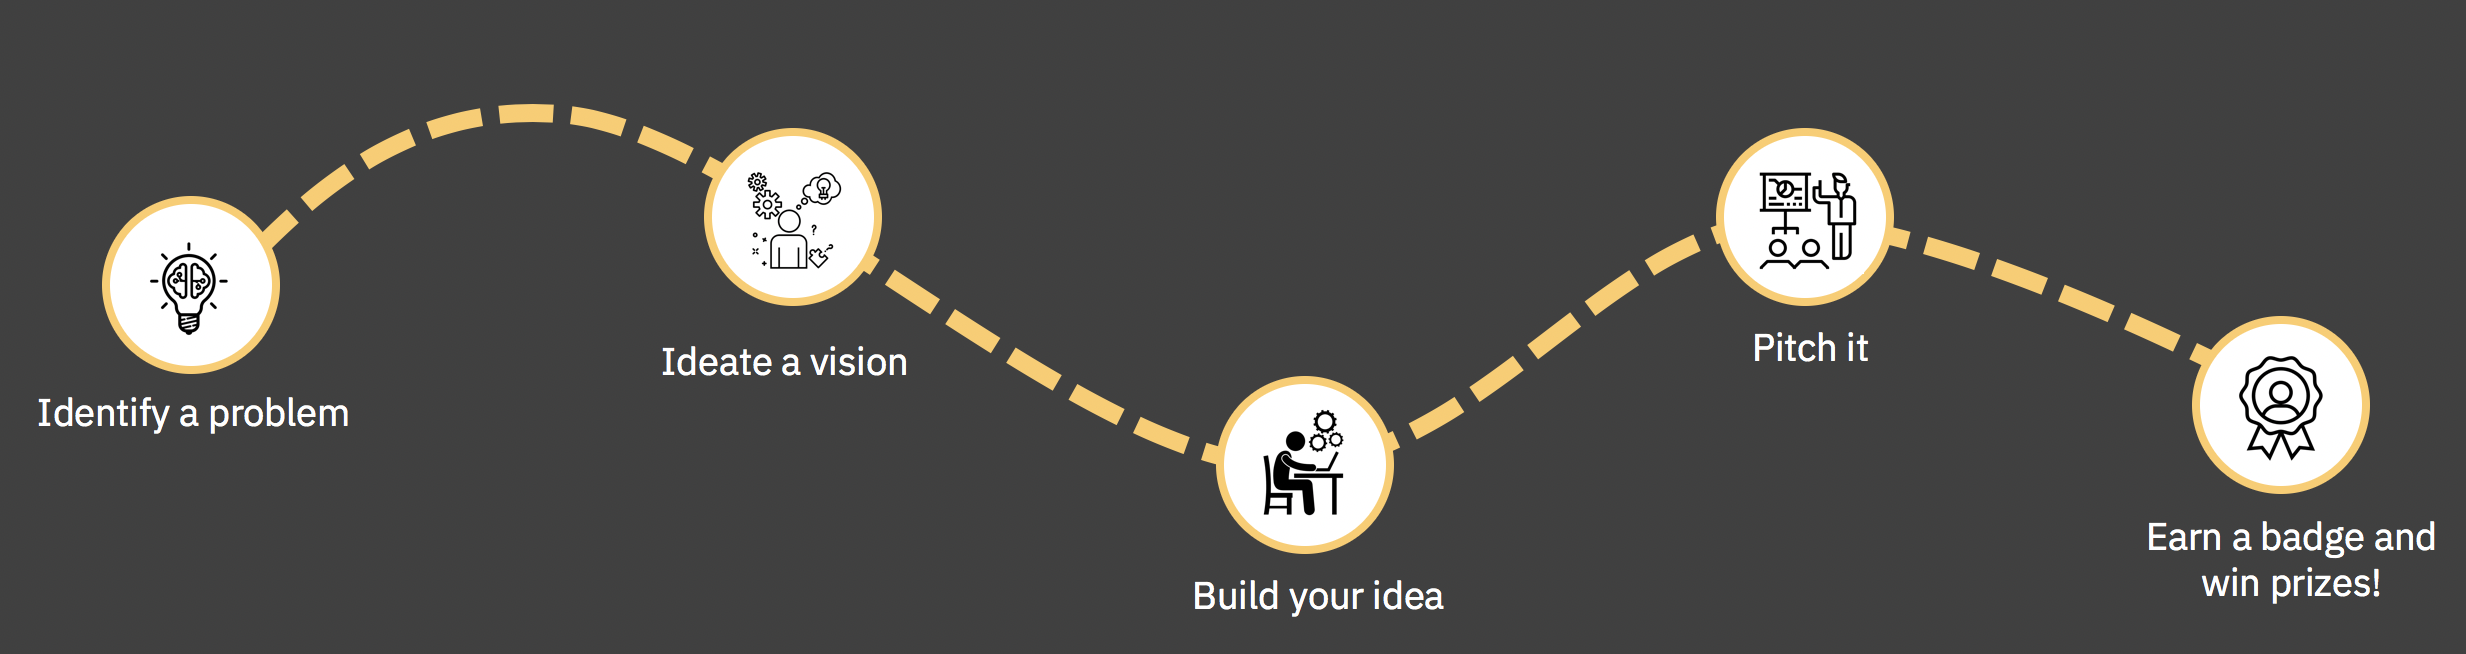 Identify a problem
Ideate a vision
Build your idea
Pitch it
Earn a badge and
win prizes!